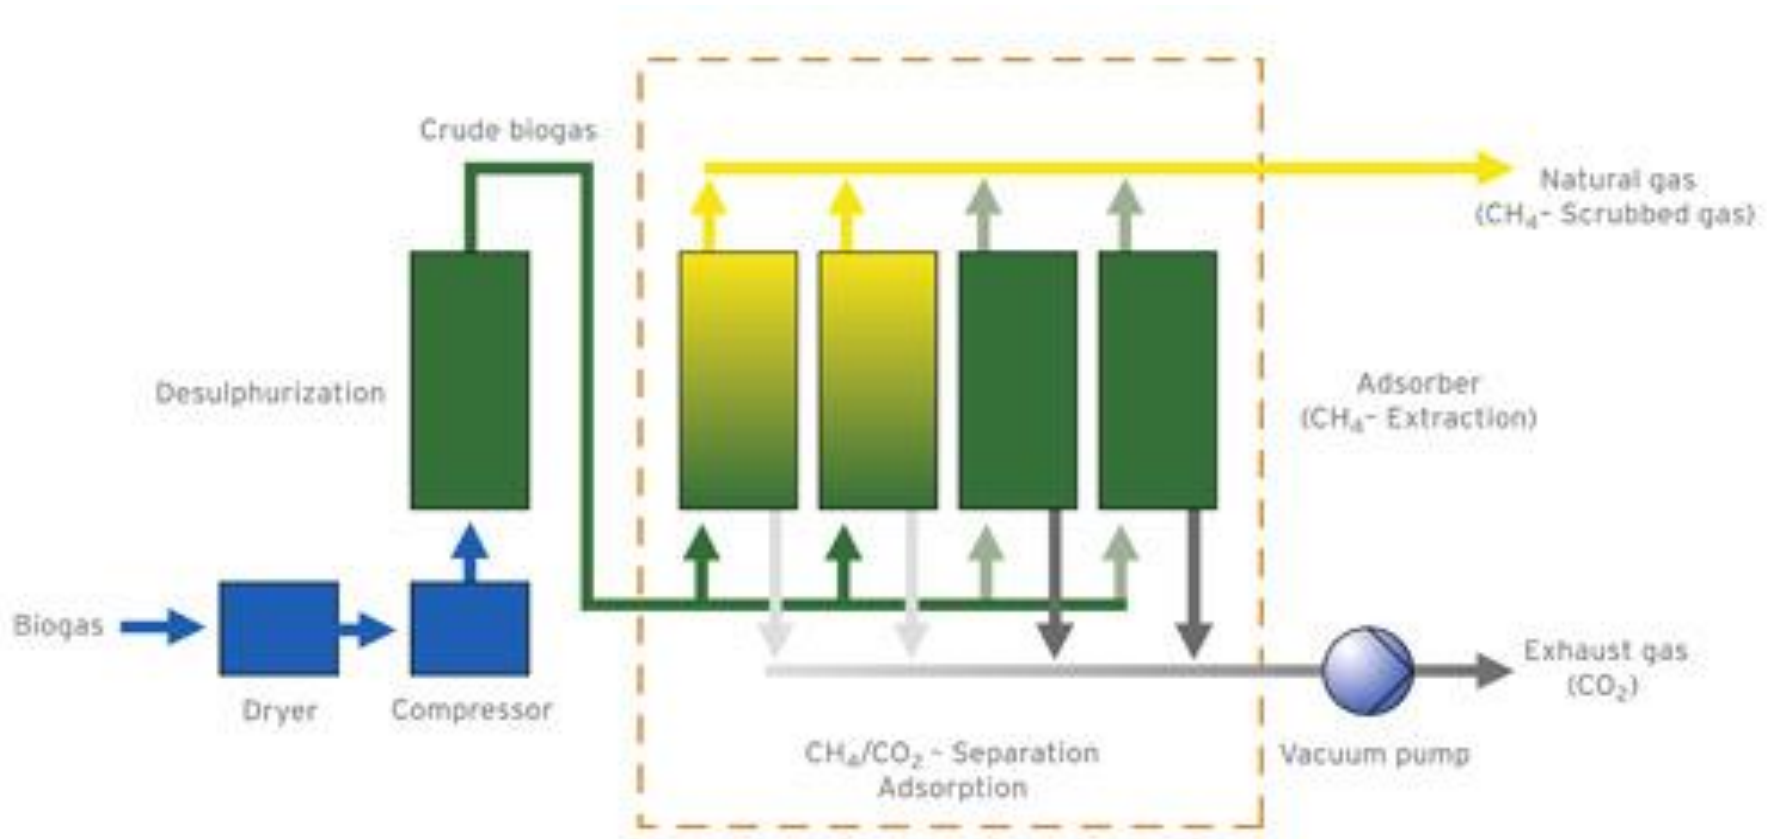 Crude biogas
Natural gas
(CH₄- Scrubbed gas)
Desulphurization
Adsorber
(CH₄- Extraction)
Biogas
Dryer
Compressor
Exhaust gas
(CO₂)
CH₄/CO₂ - Separation
Adsorption
Vacuum pump